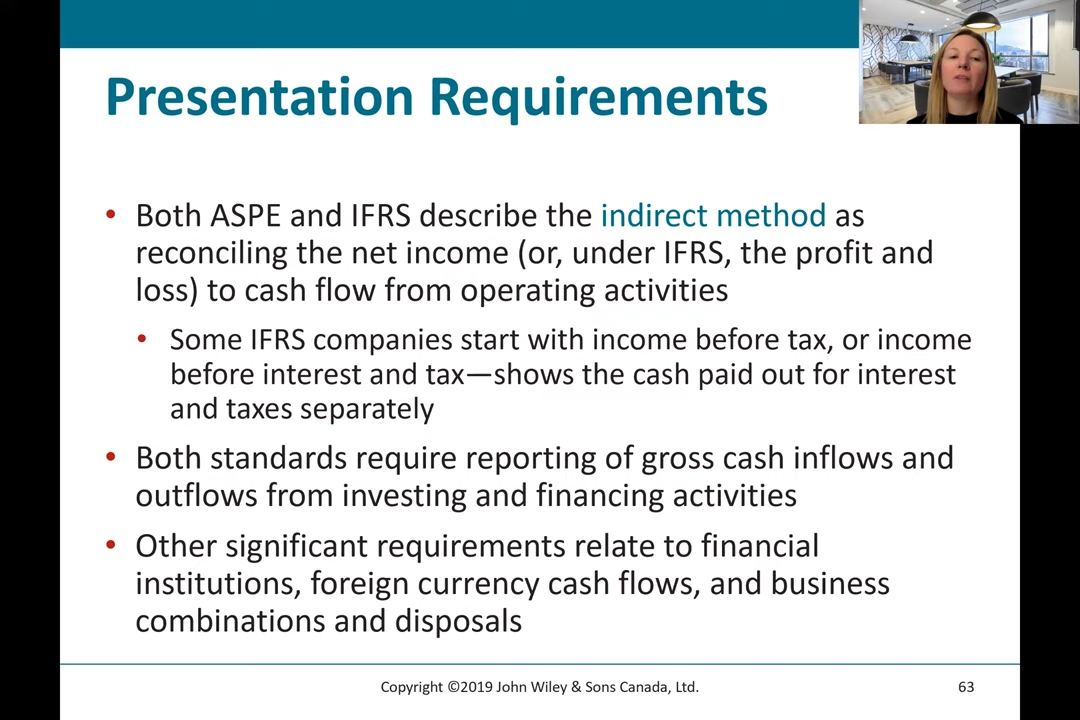 Presentation Requirements
• Both ASPE and IFRS describe the indirect method as
reconciling the net income (or, under IFRS, the profit and
loss) to cash flow from operating activities
• Some IFRS companies start with income before tax, or income
before interest and tax—shows the cash paid out for interest
and taxes separately
• Both standards require reporting of gross cash inflows and
outflows from investing and financing activities
• Other significant requirements relate to financial
institutions, foreign currency cash flows, and business
combinations and disposals
Copyright ©2019 John Wiley & Sons Canada, Ltd.
63